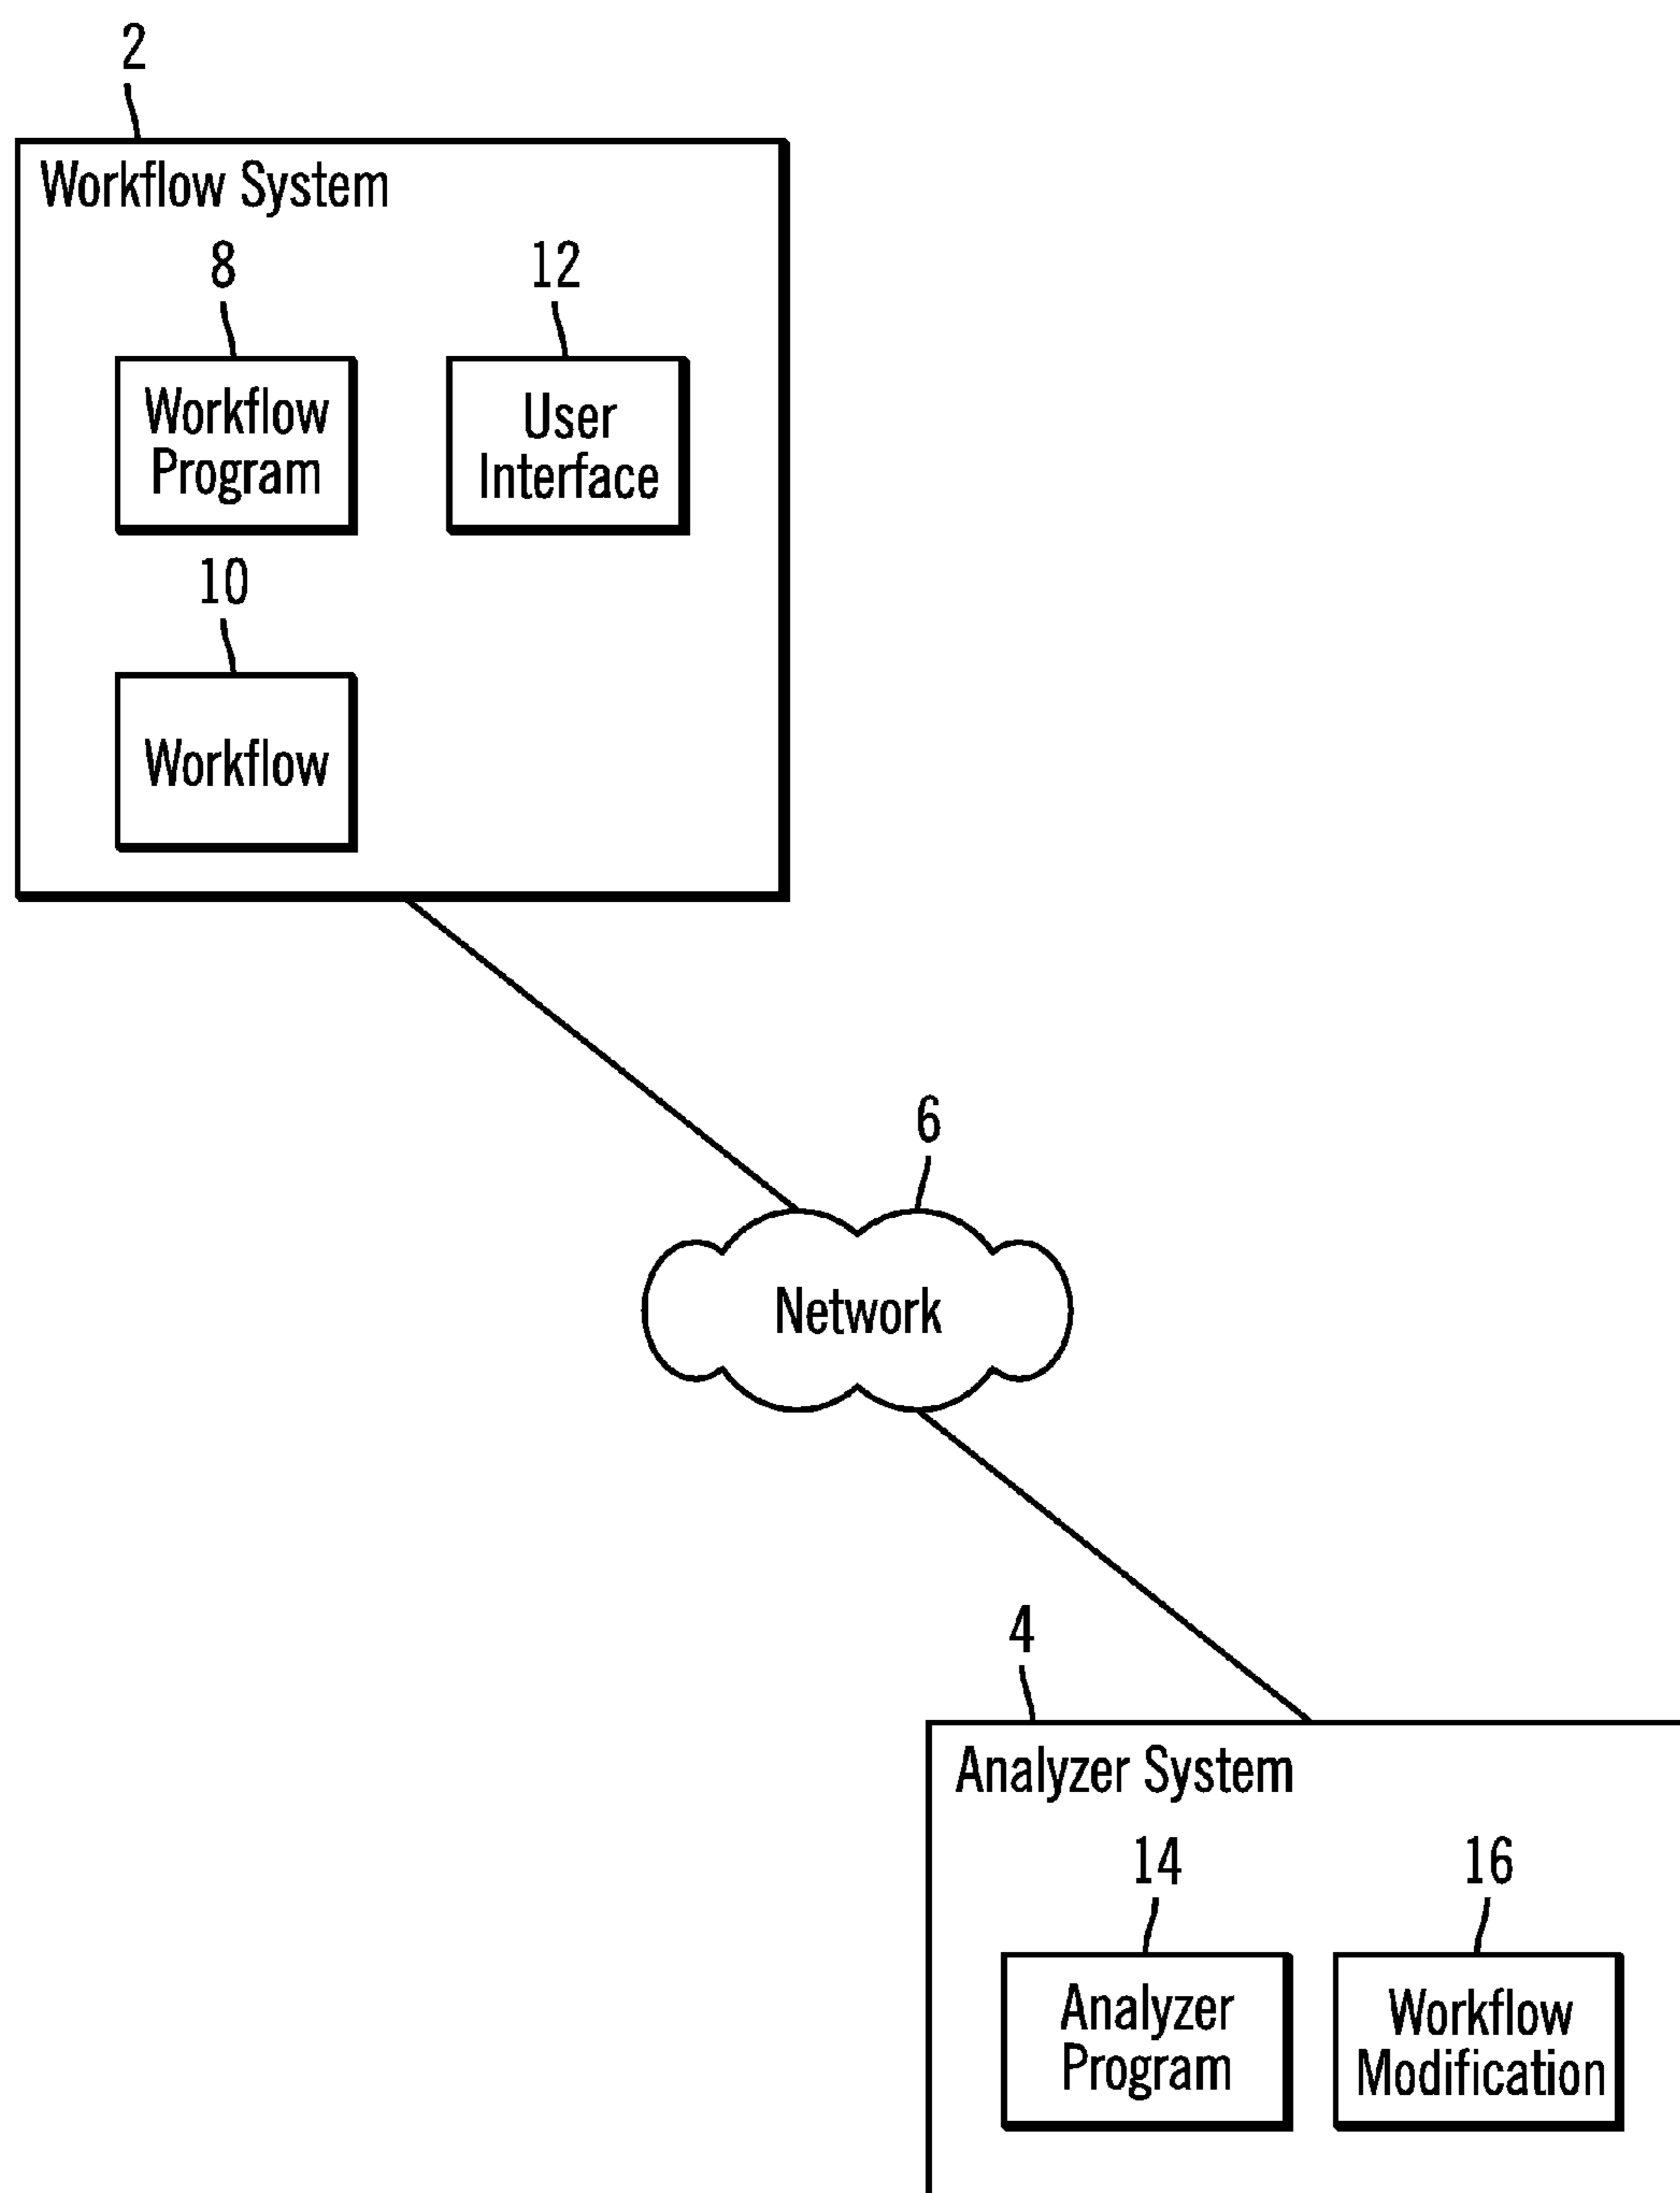 2
Workflow System
8
12
Workflow
Program
User
Interface
10
Workflow
6
Network
4
Analyzer System
14
16
Analyzer
Program
Workflow
Modification